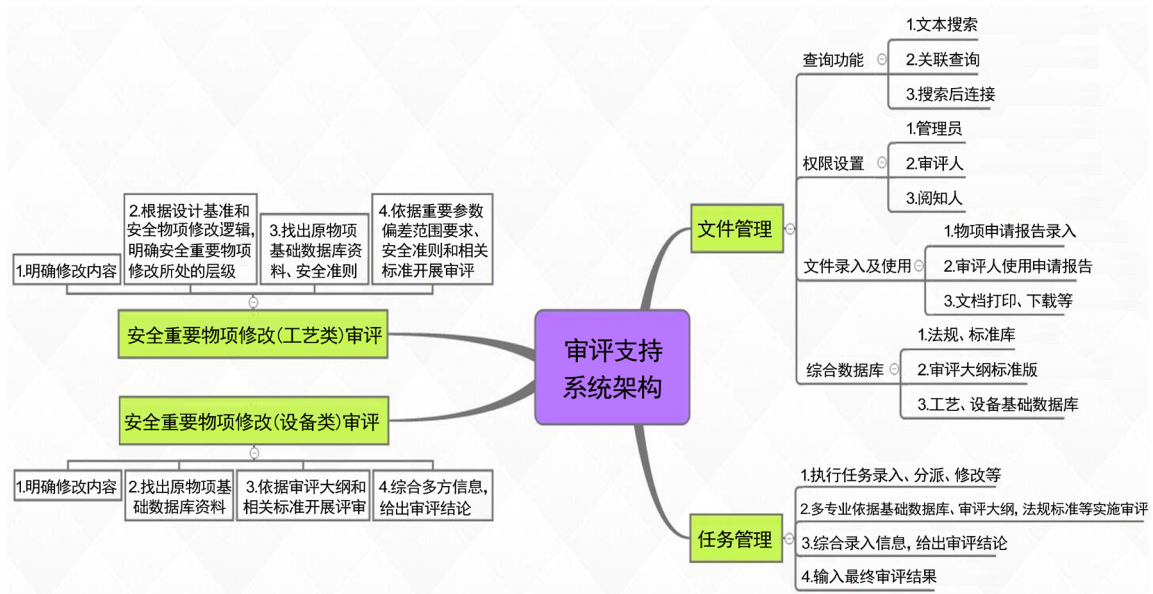 审评支持
系统架构
安全重要物项修改(工艺类)审评
1.明确修改内容
2.根据设计基准和
安全物项修改逻辑,
明确安全重要物项
修改所处的层级
3.找出原物项
基础数据库资
料、安全准则
4.依据重要参数
偏差范围要求、
安全准则和相关
标准开展审评
安全重要物项修改(设备类)审评
1.明确修改内容
2.找出原物项基
础数据库资料
3.依据审评大纲和
相关标准开展评审
4.综合多方信息,
给出审评结论
文件管理
查询功能
1.文本搜索
2.关联查询
3.搜索后连接
权限设置
1.管理员
2.审评人
3.阅知人
文件录入及使用
1.物项申请报告录入
2.审评人使用申请报告
3.文档打印、下载等
综合数据库
1.法规、标准库
2.审评大纲标准版
3.工艺、设备基础数据库
任务管理
1.执行任务录入、分派、修改等
2.多专业依据基础数据库、审评大纲,法规标准等实施审评
3.综合录入信息,给出审评结论
4.输入最终审评结果